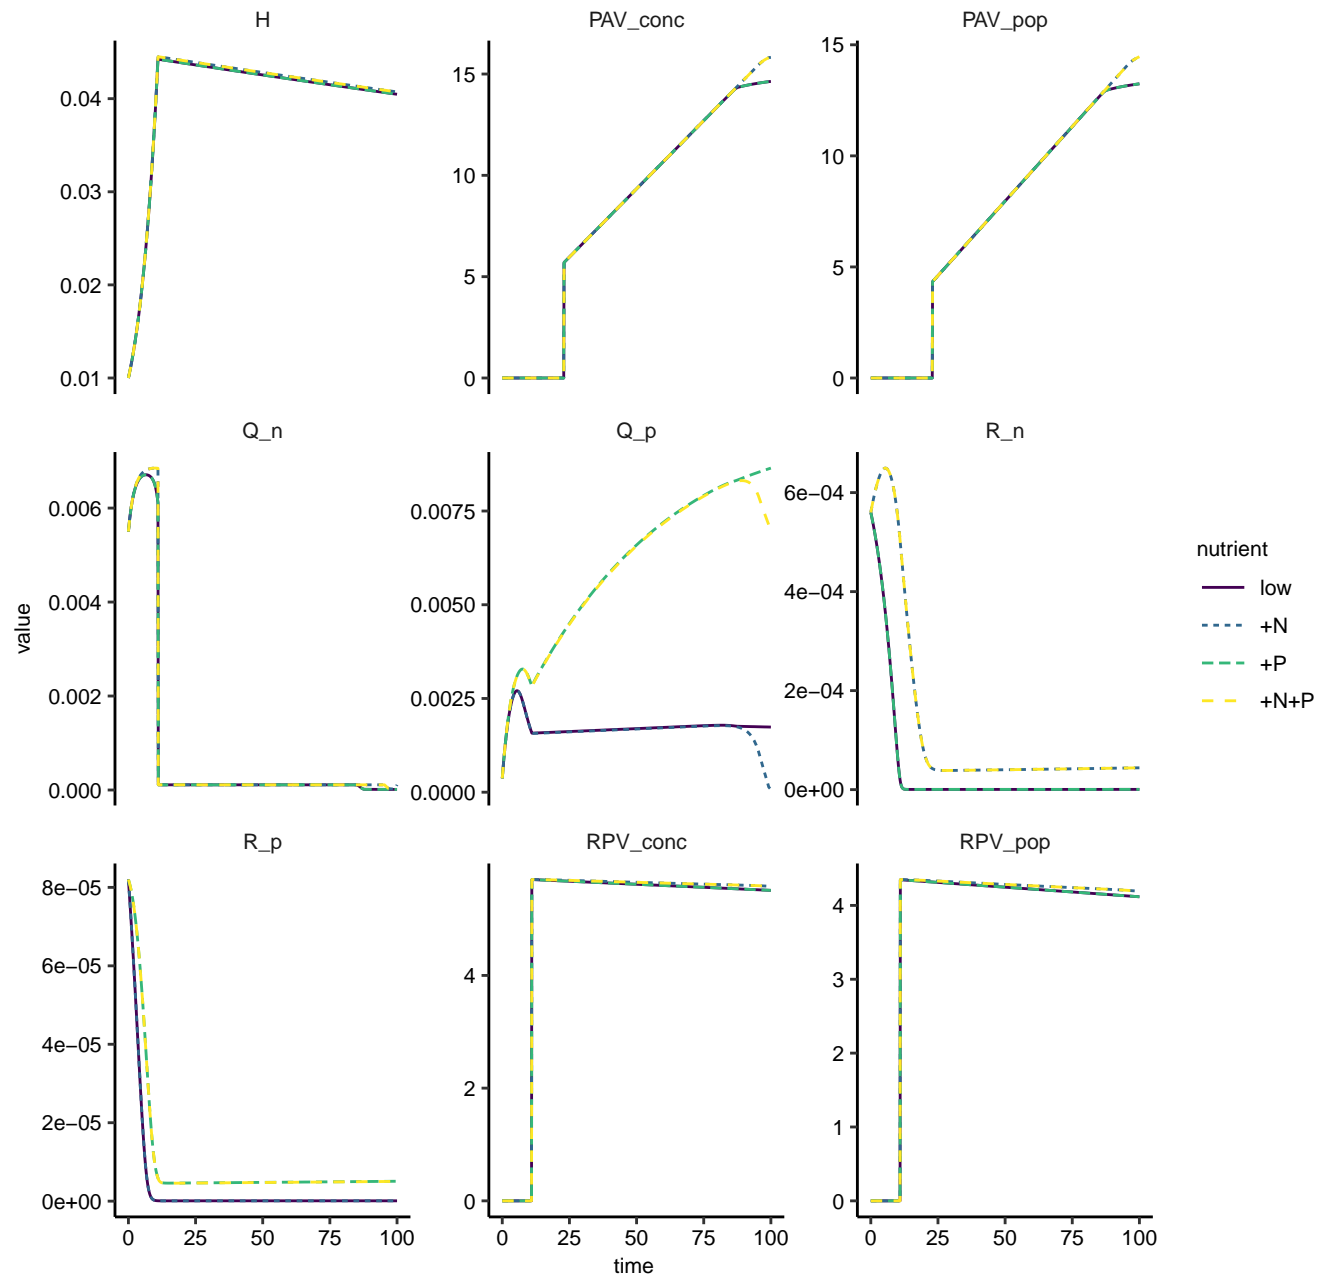 H PAV_conc PAV_pop
0.04
0.03
0.02
0.01
15
10
5
0
15
10
5
0
Q_n Q_p R_n
0.006
0.004
0.002
0.000
0.0075
0.0050
0.0025
0.0000
6e−04
4e−04
2e−04
0e+00
R_p RPV_conc RPV_pop
8e−05
6e−05
4e−05
2e−05
0e+00
4
2
0
4
3
2
1
0
0 25 50 75 100 0 25 50 75 100 0 25 50 75 100
time
value
nutrient
low
+N
+P
+N+P